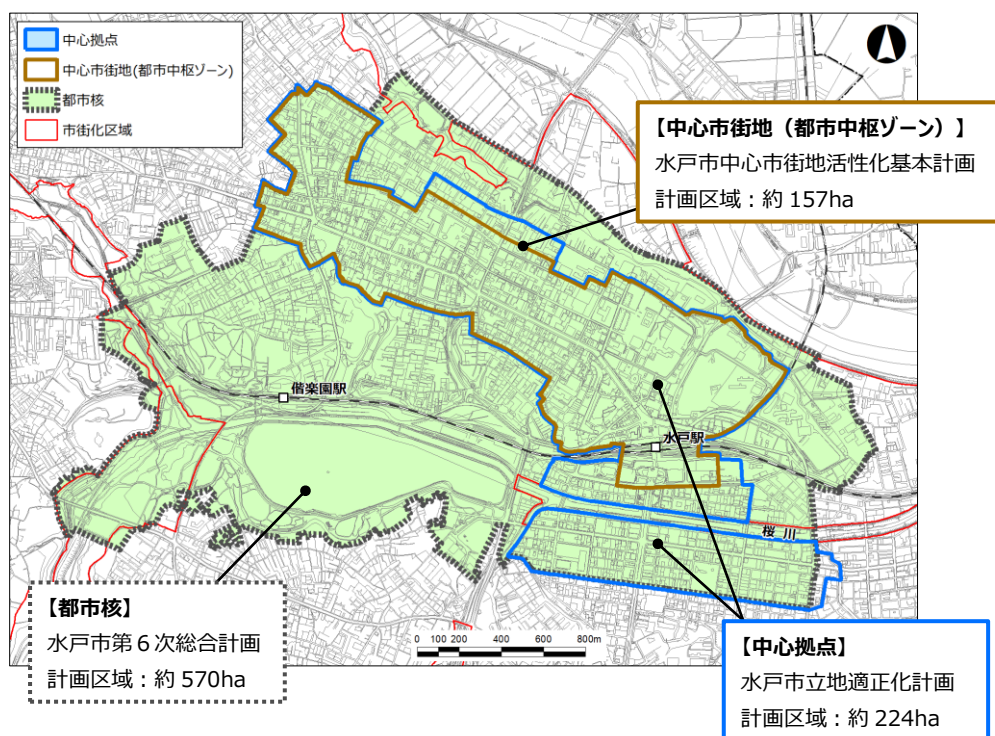 中心拠点
中心市街地(都市中枢ゾーン)
都市核
市街化区域
【中心市街地（都市中枢ゾーン）】
水戸市中心市街地活性化基本計画
計画区域：約 157ha
偕楽園駅
水戸駅
桜 川
【都市核】
水戸市第６次総合計画
計画区域：約 570ha
0 100 200 400 600 800m
【中心拠点】
水戸市立地適正化計画
計画区域：約 224ha